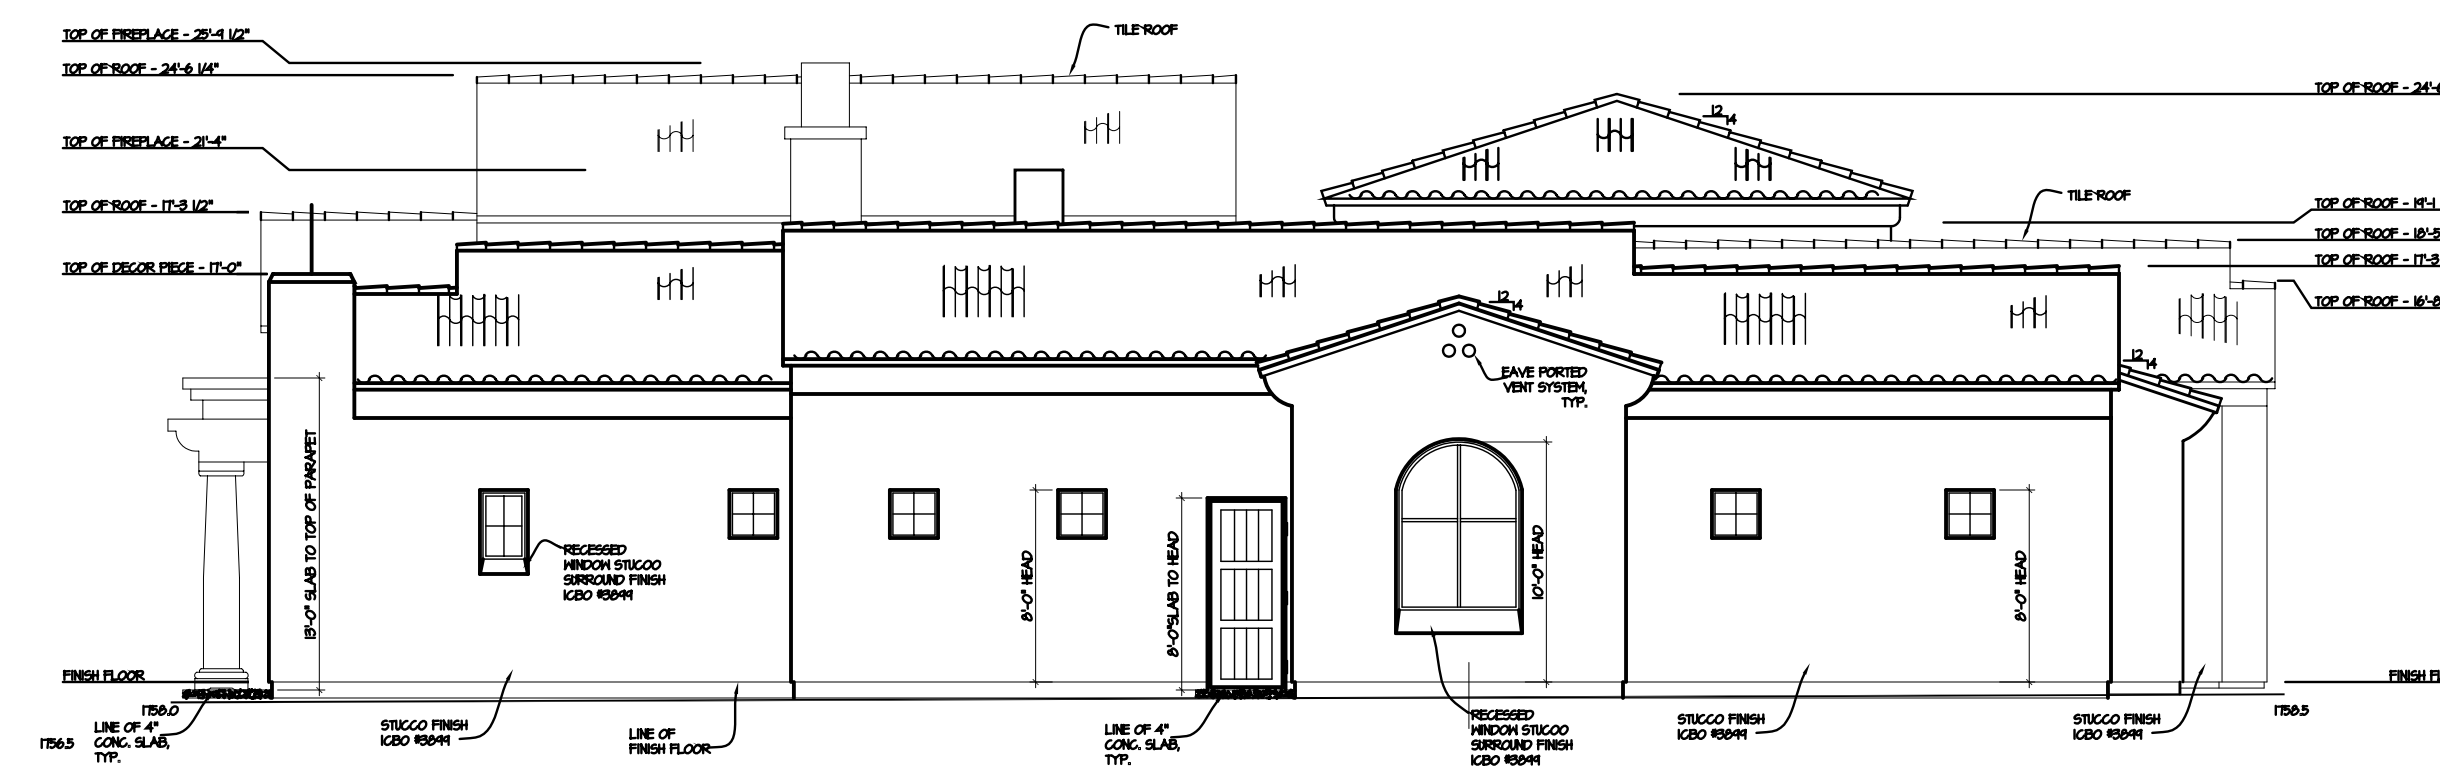 TOP OF FIREPLACE - 25'-9 1/2"
TILE ROOF
TOP OF ROOF - 24'-6 1/4"
TOP OF ROOF - 24'-6
12
4
TOP OF FIREPLACE - 21'-4"
TILE ROOF
TOP OF ROOF - 17'-3 1/2"
TOP OF ROOF - 19'-1
TOP OF ROOF - 18'-5
TOP OF DECOR PIECE - 17'-0"
TOP OF ROOF - 17'-3
TOP OF ROOF - 16'-8
12
4
12
4
EAVE PORTED
VENT SYSTEM,
TYP.
13'-0" SLAB TO TOP OF PARAPET
RECESSED
WINDOW STUCOO
SURROUND FINISH
ICBO #3899
8'-0" HEAD
8'-0"SLAB TO HEAD
10'-0" HEAD
8'-0" HEAD
FINISH FLOOR
FINISH FL
1758.0
1756.5
LINE OF 4"
CONC. SLAB,
TYP.
STUCCO FINISH
ICBO #3899
LINE OF
FINISH FLOOR
LINE OF 4"
CONC. SLAB,
TYP.
RECESSED
WINDOW STUCOO
SURROUND FINISH
ICBO #3899
STUCCO FINISH
ICBO #3899
STUCCO FINISH
ICBO #3899
1758.5